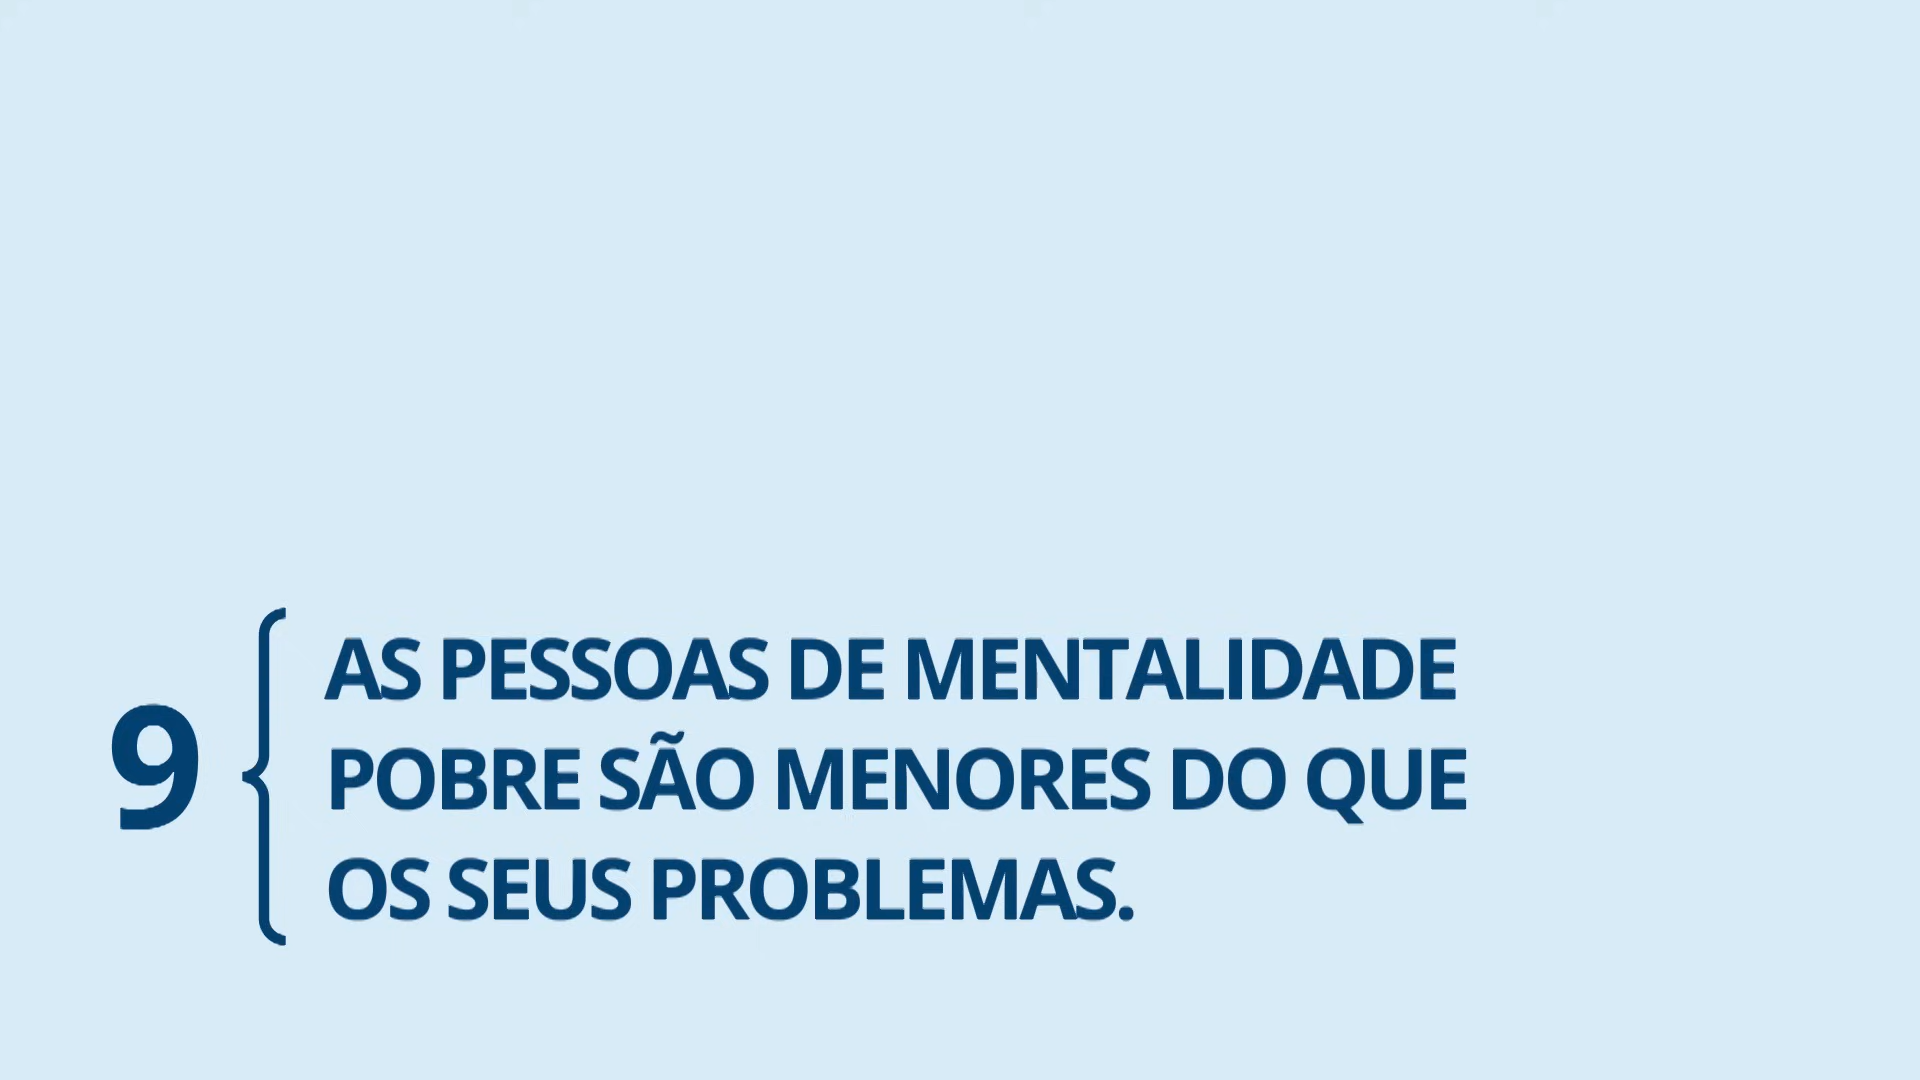 9
AS PESSOAS DE MENTALIDADE
POBRE SÃO MENORES DO QUE
OS SEUS PROBLEMAS.